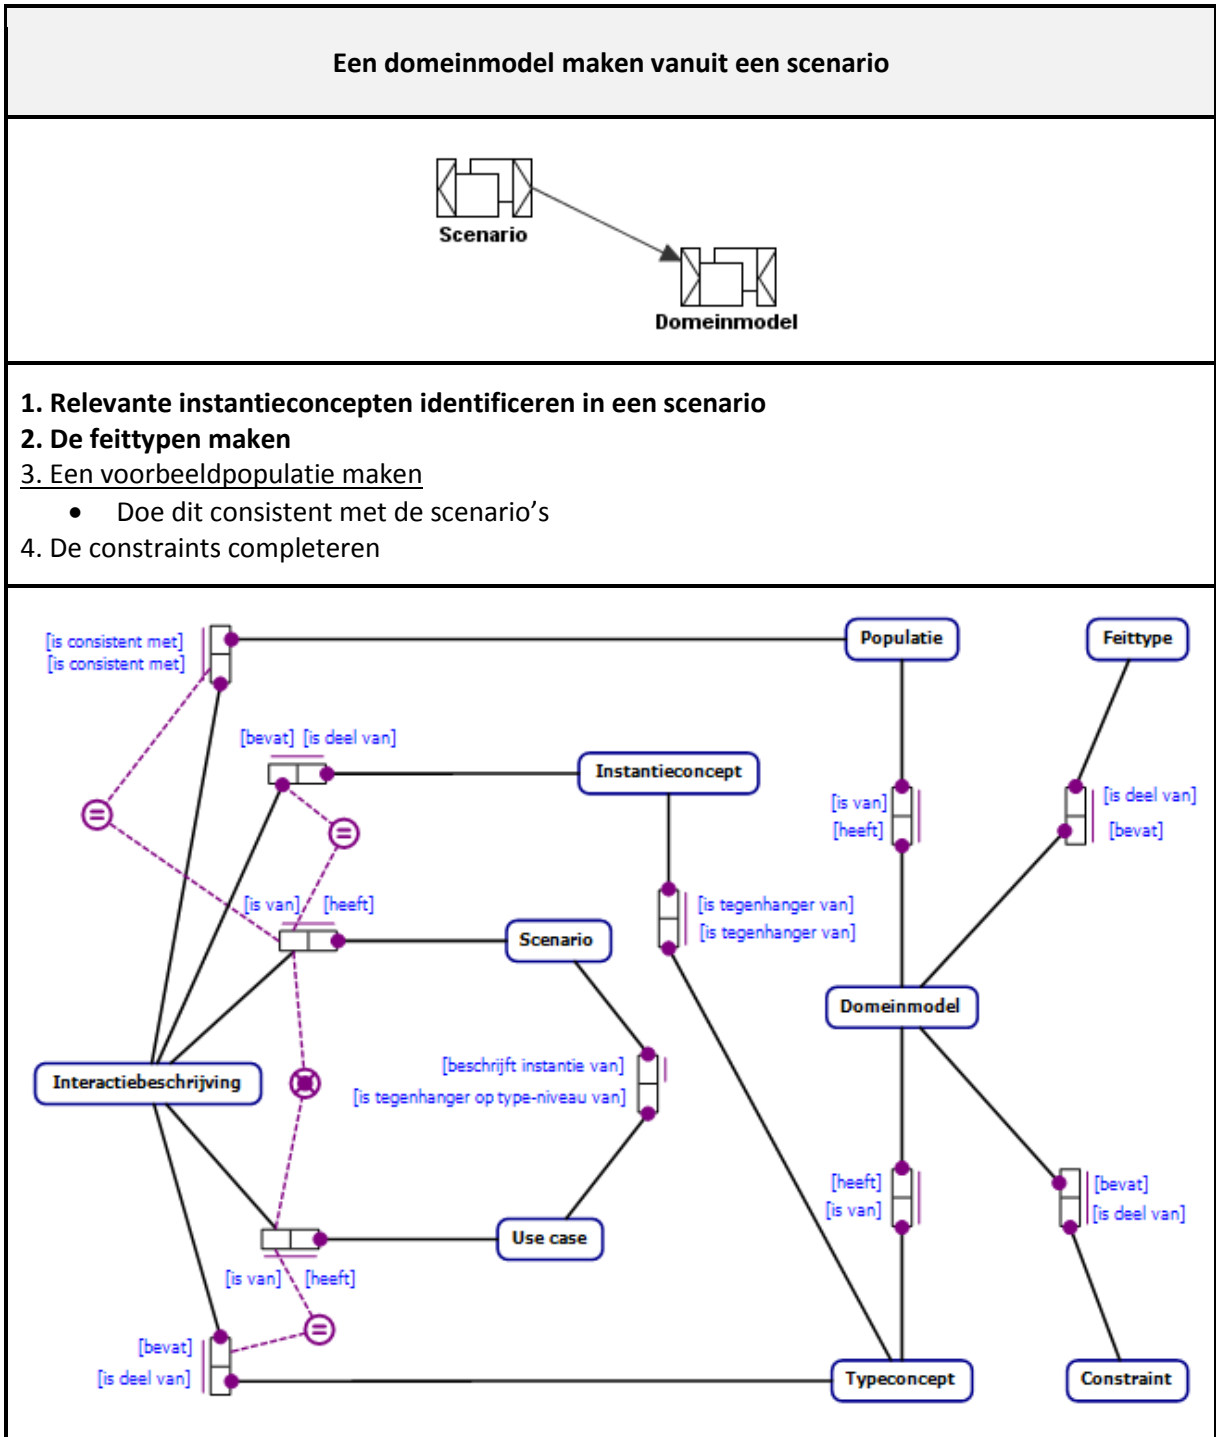 Een domeinmodel maken vanuit een scenario
Scenario
Domeinmodel
1. Relevante instantieconcepten identificeren in een scenario
2. De feittypen maken
3. Een voorbeeldpopulatie maken
• Doe dit consistent met de scenario’s
4. De constraints completeren
[is consistent met]
[is consistent met]
Populatie
Feittype
[bevat] [is deel van]
Instantieconcept
[is van]
[heeft]
[is deel van]
[bevat]
[is van] [heeft]
Scenario
[is tegenhanger van]
[is tegenhanger van]
Domeinmodel
Interactiebeschrijving
[beschrijft instantie van]
[is tegenhanger op type-niveau van]
[heeft]
[is van]
[bevat]
[is deel van]
Use case
[is van] [heeft]
[bevat]
[is deel van]
Typeconcept
Constraint